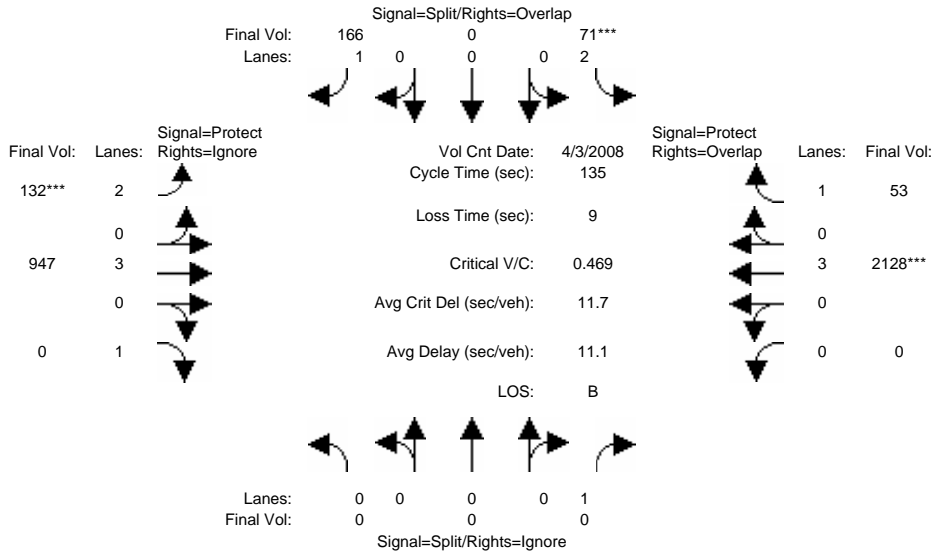 Signal=Split/Rights=Overlap
Final Vol: 166 0 71***
Lanes: 1 0 0 0 2
Signal=Protect Signal=Protect
Final Vol: Lanes: Rights=Ignore Vol Cnt Date: 4/3/2008 Rights=Overlap Lanes: Final Vol:
Cycle Time (sec): 135
132*** 2 1 53
Loss Time (sec): 9
0 0
947 3 Critical V/C: 0.469 3 2128***
0 Avg Crit Del (sec/veh): 11.7 0
0 1 Avg Delay (sec/veh): 11.1 0 0
LOS: B
Lanes: 0 0 0 0 1
Final Vol: 0 0 0
Signal=Split/Rights=Ignore